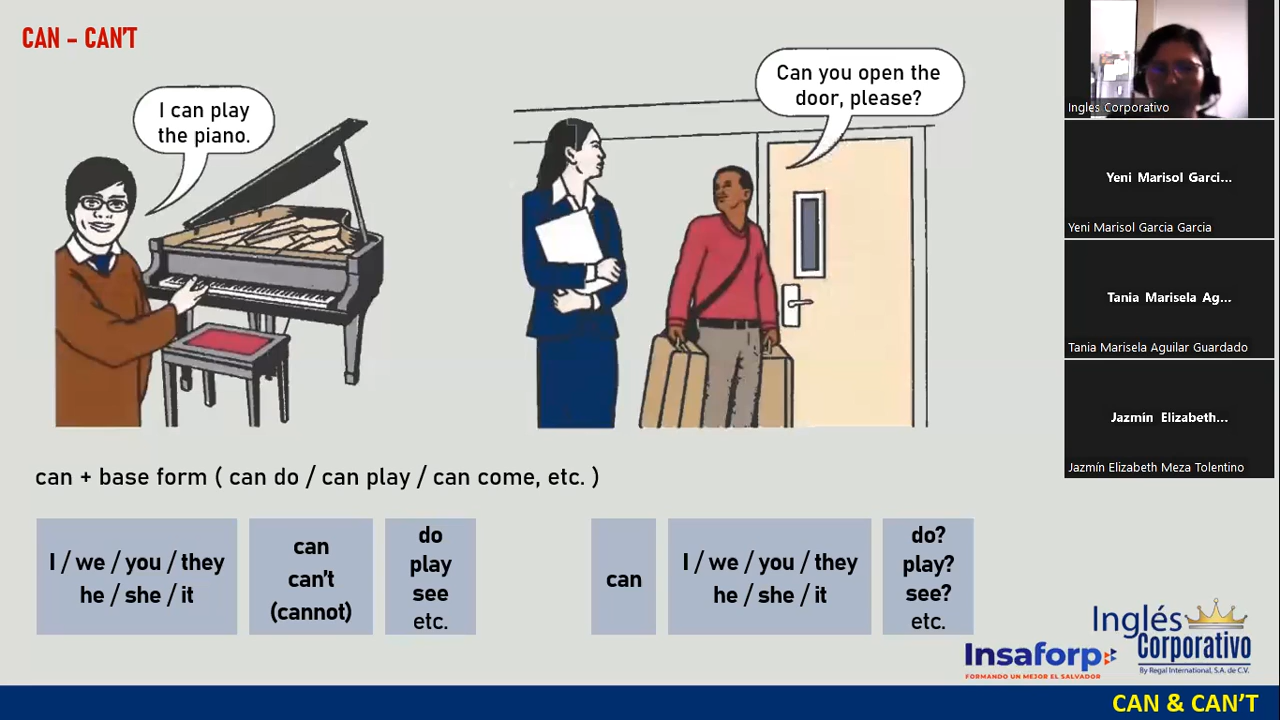 CAN – CAN'T
I can play
the piano.
Can you open the
door, please?
can + base form ( can do / can play / can come, etc. )
I / we / you / they
he / she / it
can
can't
(cannot)
do
play
see
etc.
can
I / we / you / they
he / she / it
do?
play?
see?
etc.
Insaforp
FORMANDO UN MEJOR EL SALVADOR
Inglés
Corporativo
By Regal International, S.A. de C.V.
CAN & CAN'T
Inglés Corporativo
Yeni Marisol Garci...
Yeni Marisol Garcia Garcia
Tania Marisela Ag...
Tania Marisela Aguilar Guardado
Jazmín Elizabeth...
Jazmín Elizabeth Meza Tolentino